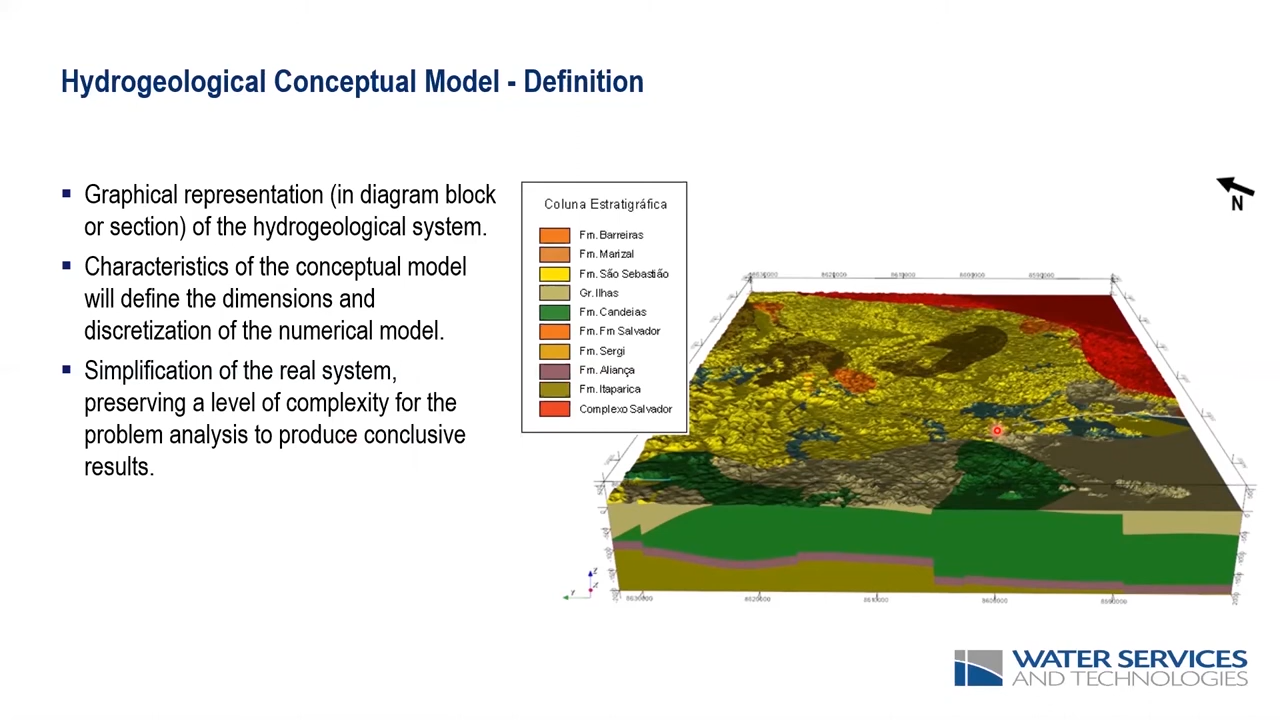 Hydrogeological Conceptual Model - Definition
Graphical representation (in diagram block
or section) of the hydrogeological system.
Characteristics of the conceptual model
will define the dimensions and
discretization of the numerical model.
Simplification of the real system,
preserving a level of complexity for the
problem analysis to produce conclusive
results.
Coluna Estratigráfica
Fm. Barreiras
Fm. Marizal
Fm. São Sebastião
Gr. Ilhas
Fm. Candeias
Fm. Fm Salvador
Fm. Sergi
Fm. Aliança
Fm. Itaparica
Complexo Salvador
N
Z
X
Y
8620000
8610000
8600000
WATER SERVICES
AND TECHNOLOGIES